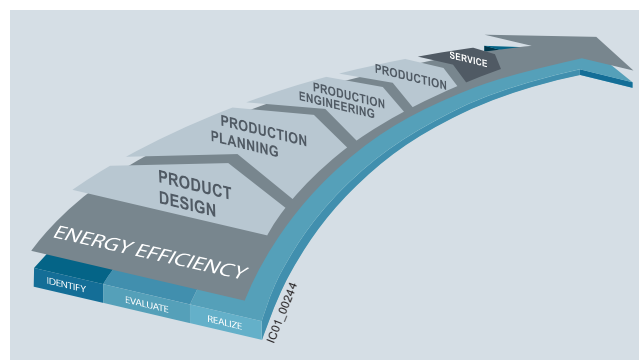 SERVICE
PRODUCTION
PRODUCTION
ENGINEERING
PRODUCTION
PLANNING
PRODUCT
DESIGN
ENERGY EFFICIENCY
IDENTIFY
EVALUATE
REALIZE
IC01_00244